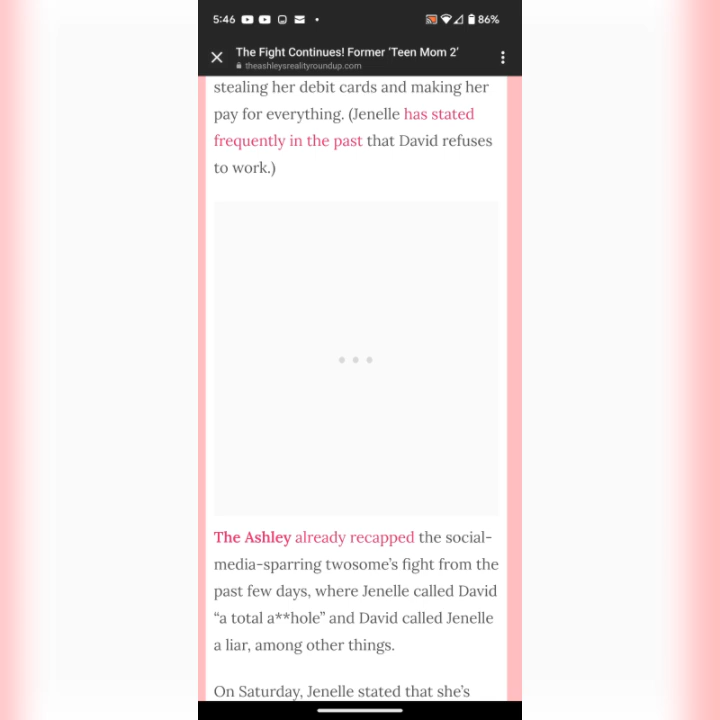 5:46
86%
The Fight Continues! Former 'Teen Mom 2'
theashleysrealityroundup.com
stealing her debit cards and making her
pay for everything. (Jenelle has stated
frequently in the past that David refuses
to work.)
The Ashley already recapped the social-
media-sparring twosome’s fight from the
past few days, where Jenelle called David
“a total a**hole” and David called Jenelle
a liar, among other things.
On Saturday, Jenelle stated that she’s